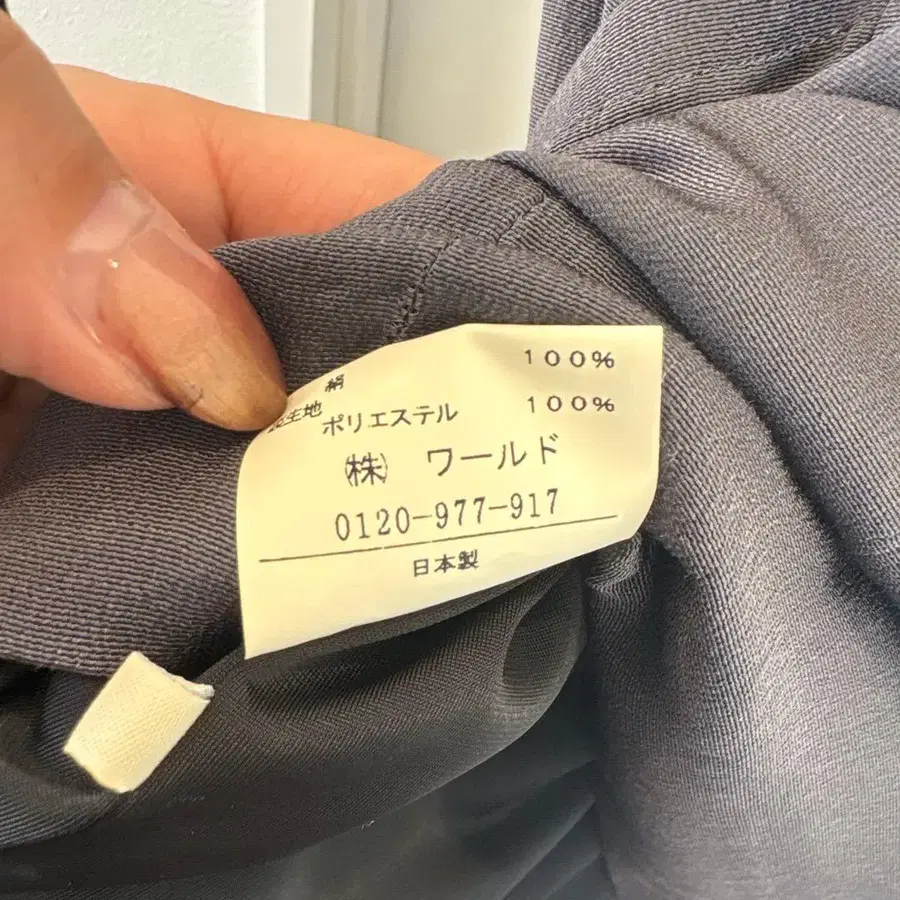 絹 100%
生地 ポリエステル 100%
㈱ ワールド
0120-977-917
日本製